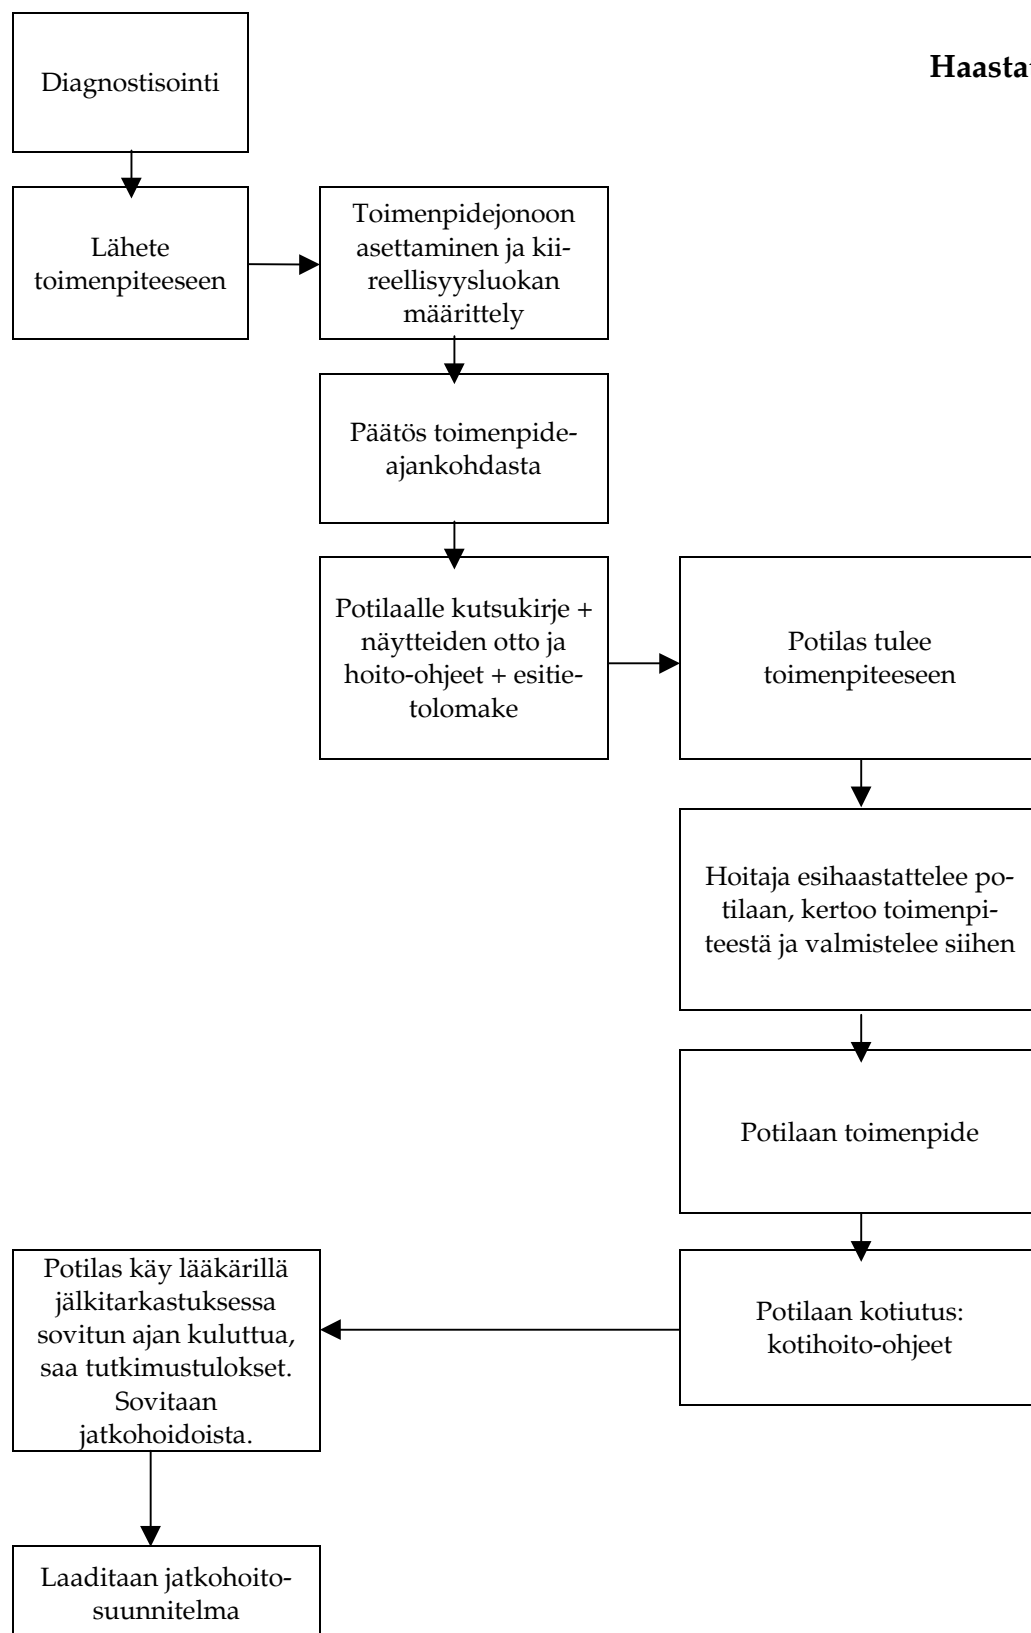 Haasta
Diagnostisointi
Lähete
toimenpiteeseen
Toimenpidejonoon
asettaminen ja kii-
reellisyysluokan
määrittely
Päätös toimenpide-
ajankohdasta
Potilaalle kutsukirje +
näytteiden otto ja
hoito-ohjeet + esitie-
tolomake
Potilas tulee
toimenpiteeseen
Hoitaja esihaastattelee po-
tilaan, kertoo toimenpi-
teestä ja valmistelee siihen
Potilaan toimenpide
Potilaan kotiutus:
kotihoito-ohjeet
Potilas käy lääkärillä
jälkitarkastuksessa
sovitun ajan kuluttua,
saa tutkimustulokset.
Sovitaan
jatkohoidoista.
Laaditaan jatkohoito-
suunnitelma